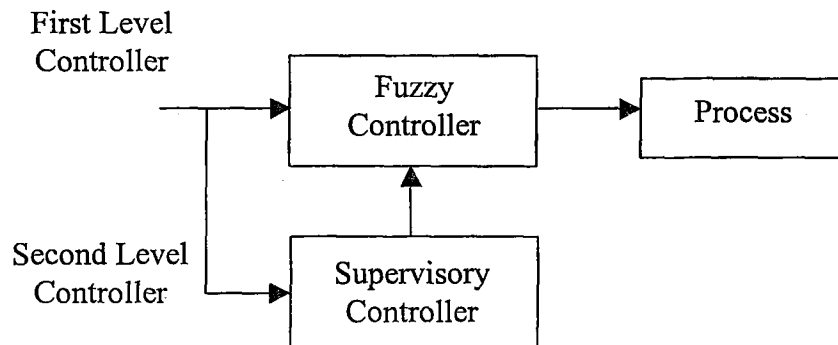 First Level
Controller
Fuzzy
Controller
Process
Second Level
Controller
Supervisory
Controller